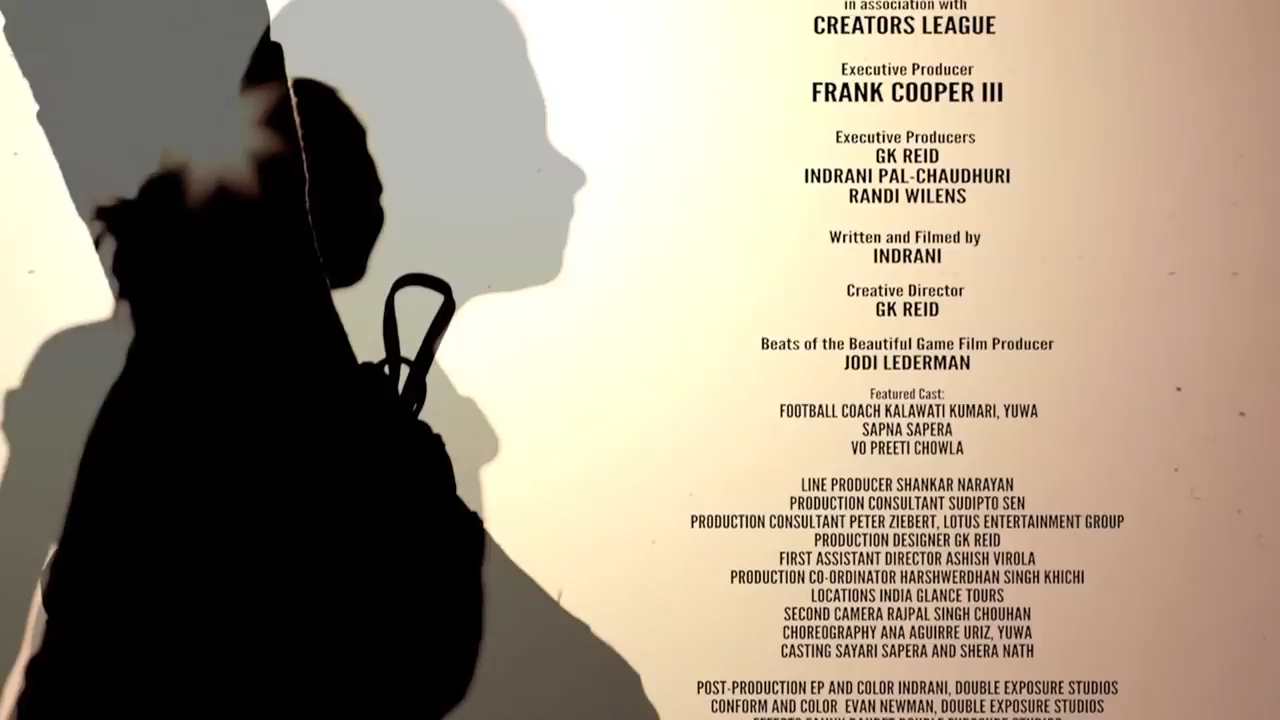 in association with
CREATORS LEAGUE
Executive Producer
FRANK COOPER III
Executive Producers
GK REID
INDRANI PAL-CHAUDHURI
RANDI WILENS
Written and Filmed by
INDRANI
Creative Director
GK REID
Beats of the Beautiful Game Film Producer
JODI LEDERMAN
Featured Cast:
FOOTBALL COACH KALAWATI KUMARI, YUWA
SAPNA SAPERA
VO PREETI CHOWLA
LINE PRODUCER SHANKAR NARAYAN
PRODUCTION CONSULTANT SUDIPTO SEN
PRODUCTION CONSULTANT PETER ZIEBERT, LOTUS ENTERTAINMENT GROUP
PRODUCTION DESIGNER GK REID
FIRST ASSISTANT DIRECTOR ASHISH VIROLA
PRODUCTION CO-ORDINATOR HARSHWERDHAN SINGH KHICHI
LOCATIONS INDIA GLANCE TOURS
SECOND CAMERA RAJPAL SINGH CHOUHAN
CHOREOGRAPHY ANA AGUIRRE URIZ, YUWA
CASTING SAYARI SAPERA AND SHERA NATH
POST-PRODUCTION EP AND COLOR INDRANI, DOUBLE EXPOSURE STUDIOS
CONFORM AND COLOR EVAN NEWMAN, DOUBLE EXPOSURE STUDIOS